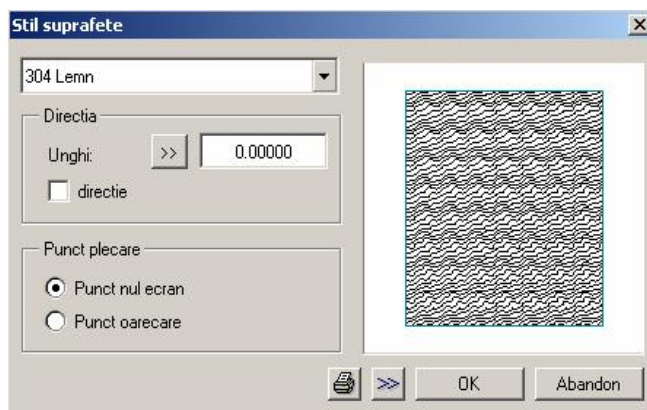 Stil suprafete
304 Lemn
Directia
Unghi: >> 0.00000
directie
Punct plecare
Punct nul ecran
Punct oarecare
>> OK Abandon